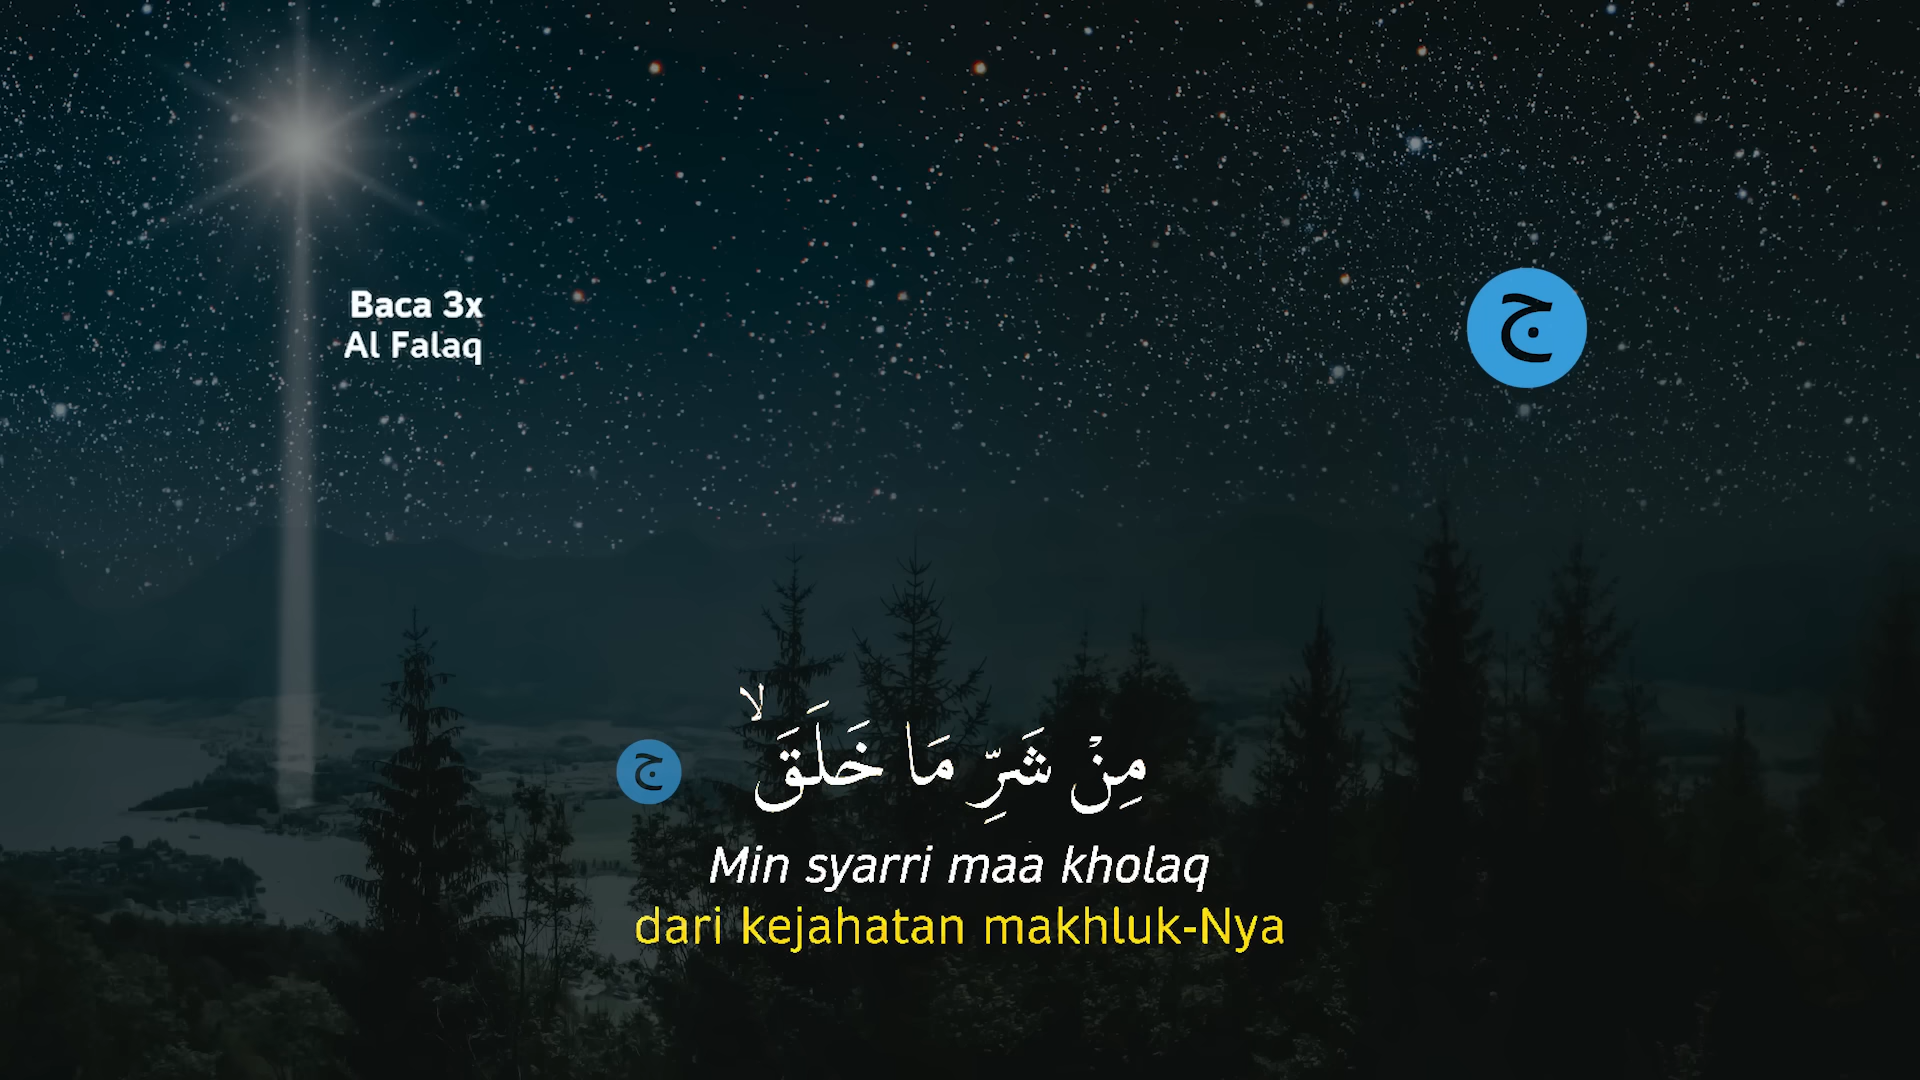 Baca 3x
Al Falaq
ج
ج
مِنْ شَرِّ مَا خَلَقَۙ
Min syarri maa kholaq
dari kejahatan makhluk-Nya